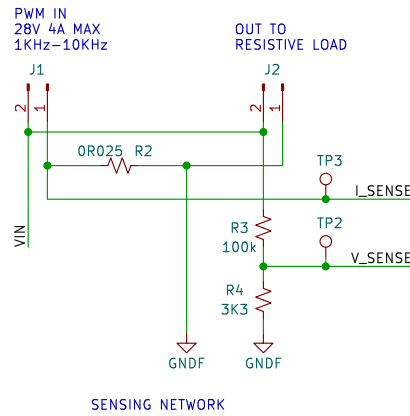 PWM IN
28V 4A MAX
1KHz-10KHz
OUT TO
RESISTIVE LOAD
J1
J2
2
1
2
1
0R025 R2
TP3
I_SENSE
R3
100k
TP2
VIN
V_SENSE
R4
3K3
GNDF
GNDF
SENSING NETWORK